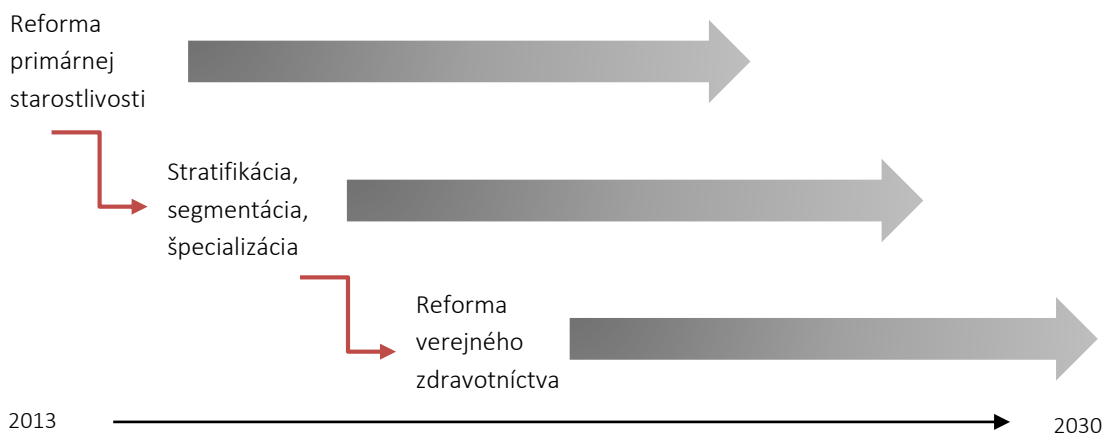 Reforma
primárnej
starostlivosti
Stratifikácia,
segmentácia,
špecializácia
Reforma
verejného
zdravotníctva
2013
2030